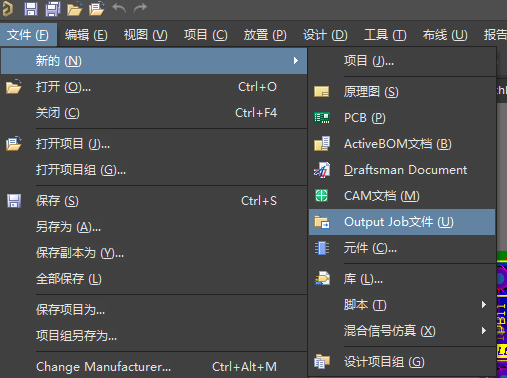 文件 (F) 编辑 (E) 视图 (V) 项目 (C) 放置 (P) 设计 (D) 工具 (T) 布线 (U) 报告
新的 (N)
打开 (O)... Ctrl+O
关闭 (C) Ctrl+F4
打开项目 (J)...
打开项目组 (G)...
保存 (S) Ctrl+S
另存为 (A)...
保存副本为 (Y)...
全部保存 (L)
保存项目为...
项目组另存为...
Change Manufacturer... Ctrl+Alt+M
项目 (J)...
原理图 (S)
PCB (P)
ActiveBOM文档 (B)
Draftsman Document
CAM文档 (M)
Output Job文件 (U)
元件 (C)...
库 (L)...
脚本 (T)
混合信号仿真 (X)
设计项目组 (G)